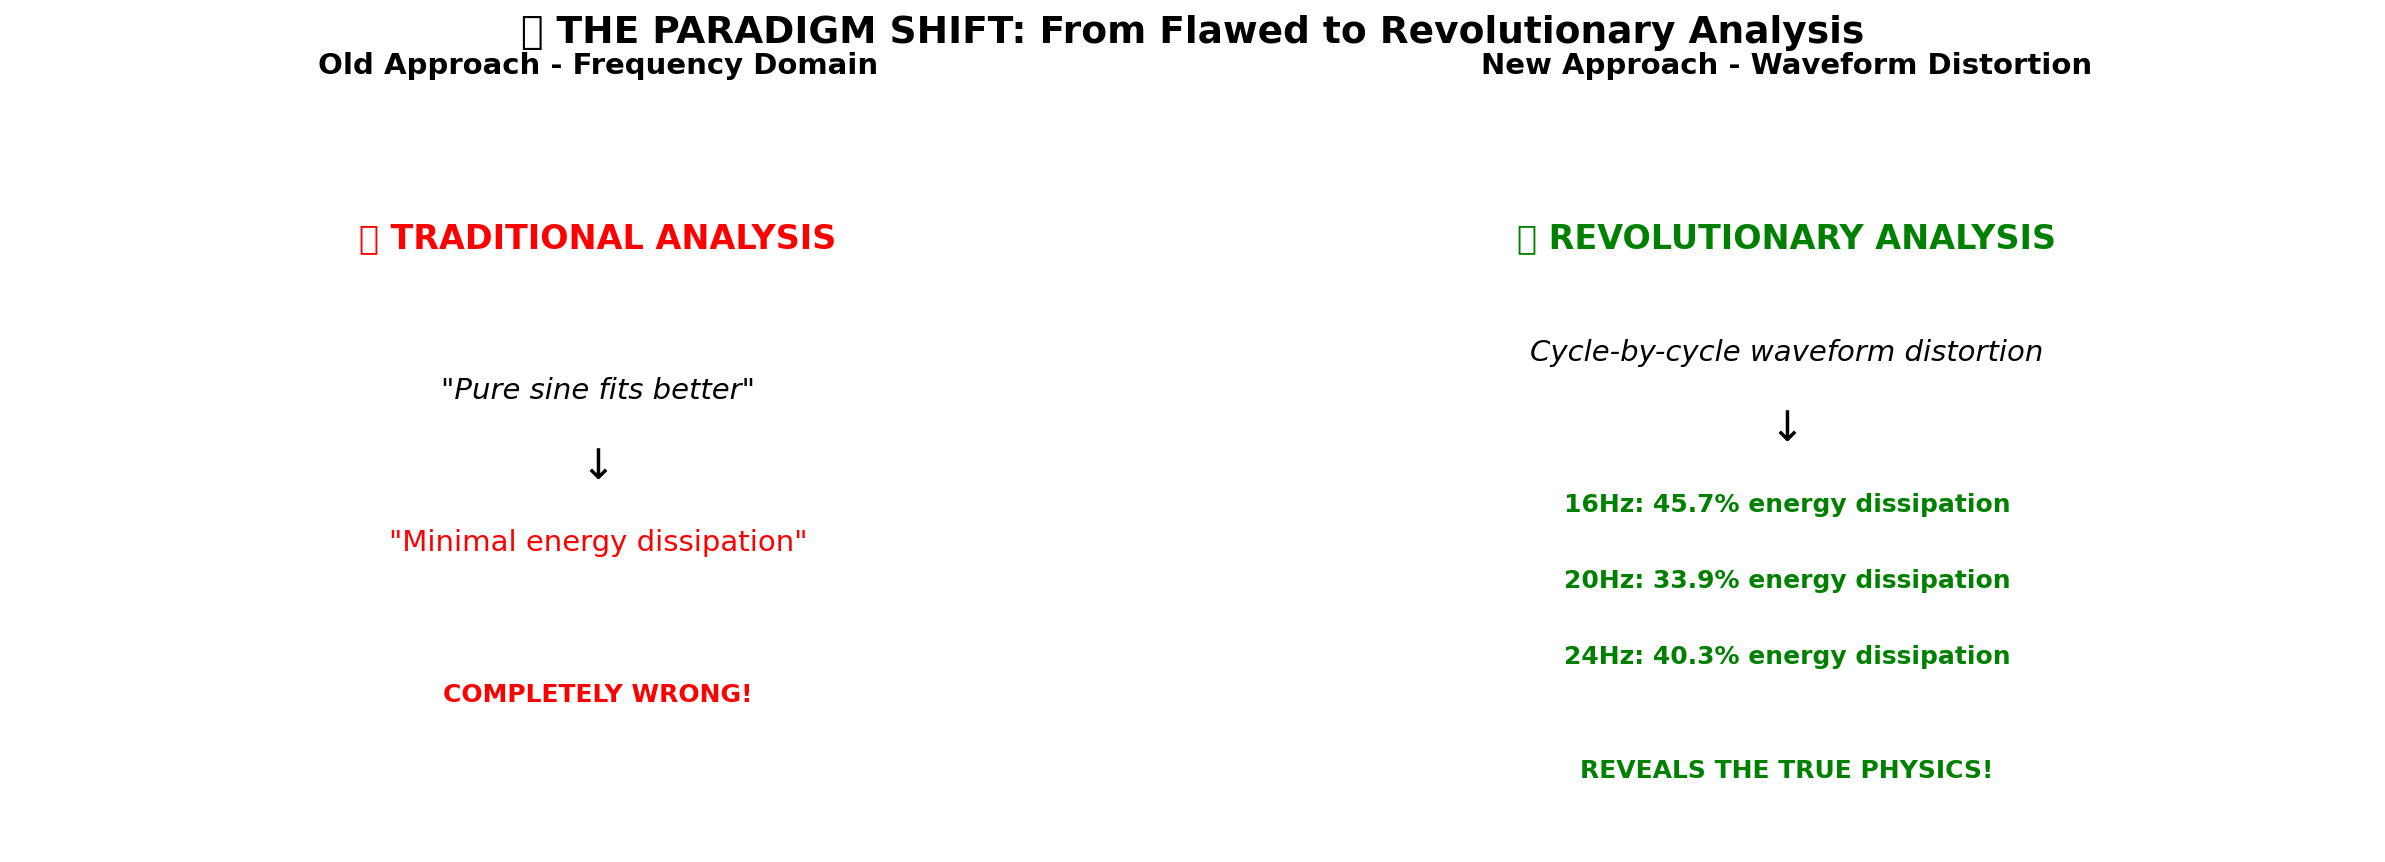 ▯ THE PARADIGM SHIFT: From Flawed to Revolutionary Analysis
Old Approach - Frequency Domain
▯ TRADITIONAL ANALYSIS
"Pure sine fits better"
↓
"Minimal energy dissipation"
COMPLETELY WRONG!
New Approach - Waveform Distortion
▯ REVOLUTIONARY ANALYSIS
Cycle-by-cycle waveform distortion
↓
16Hz: 45.7% energy dissipation
20Hz: 33.9% energy dissipation
24Hz: 40.3% energy dissipation
REVEALS THE TRUE PHYSICS!